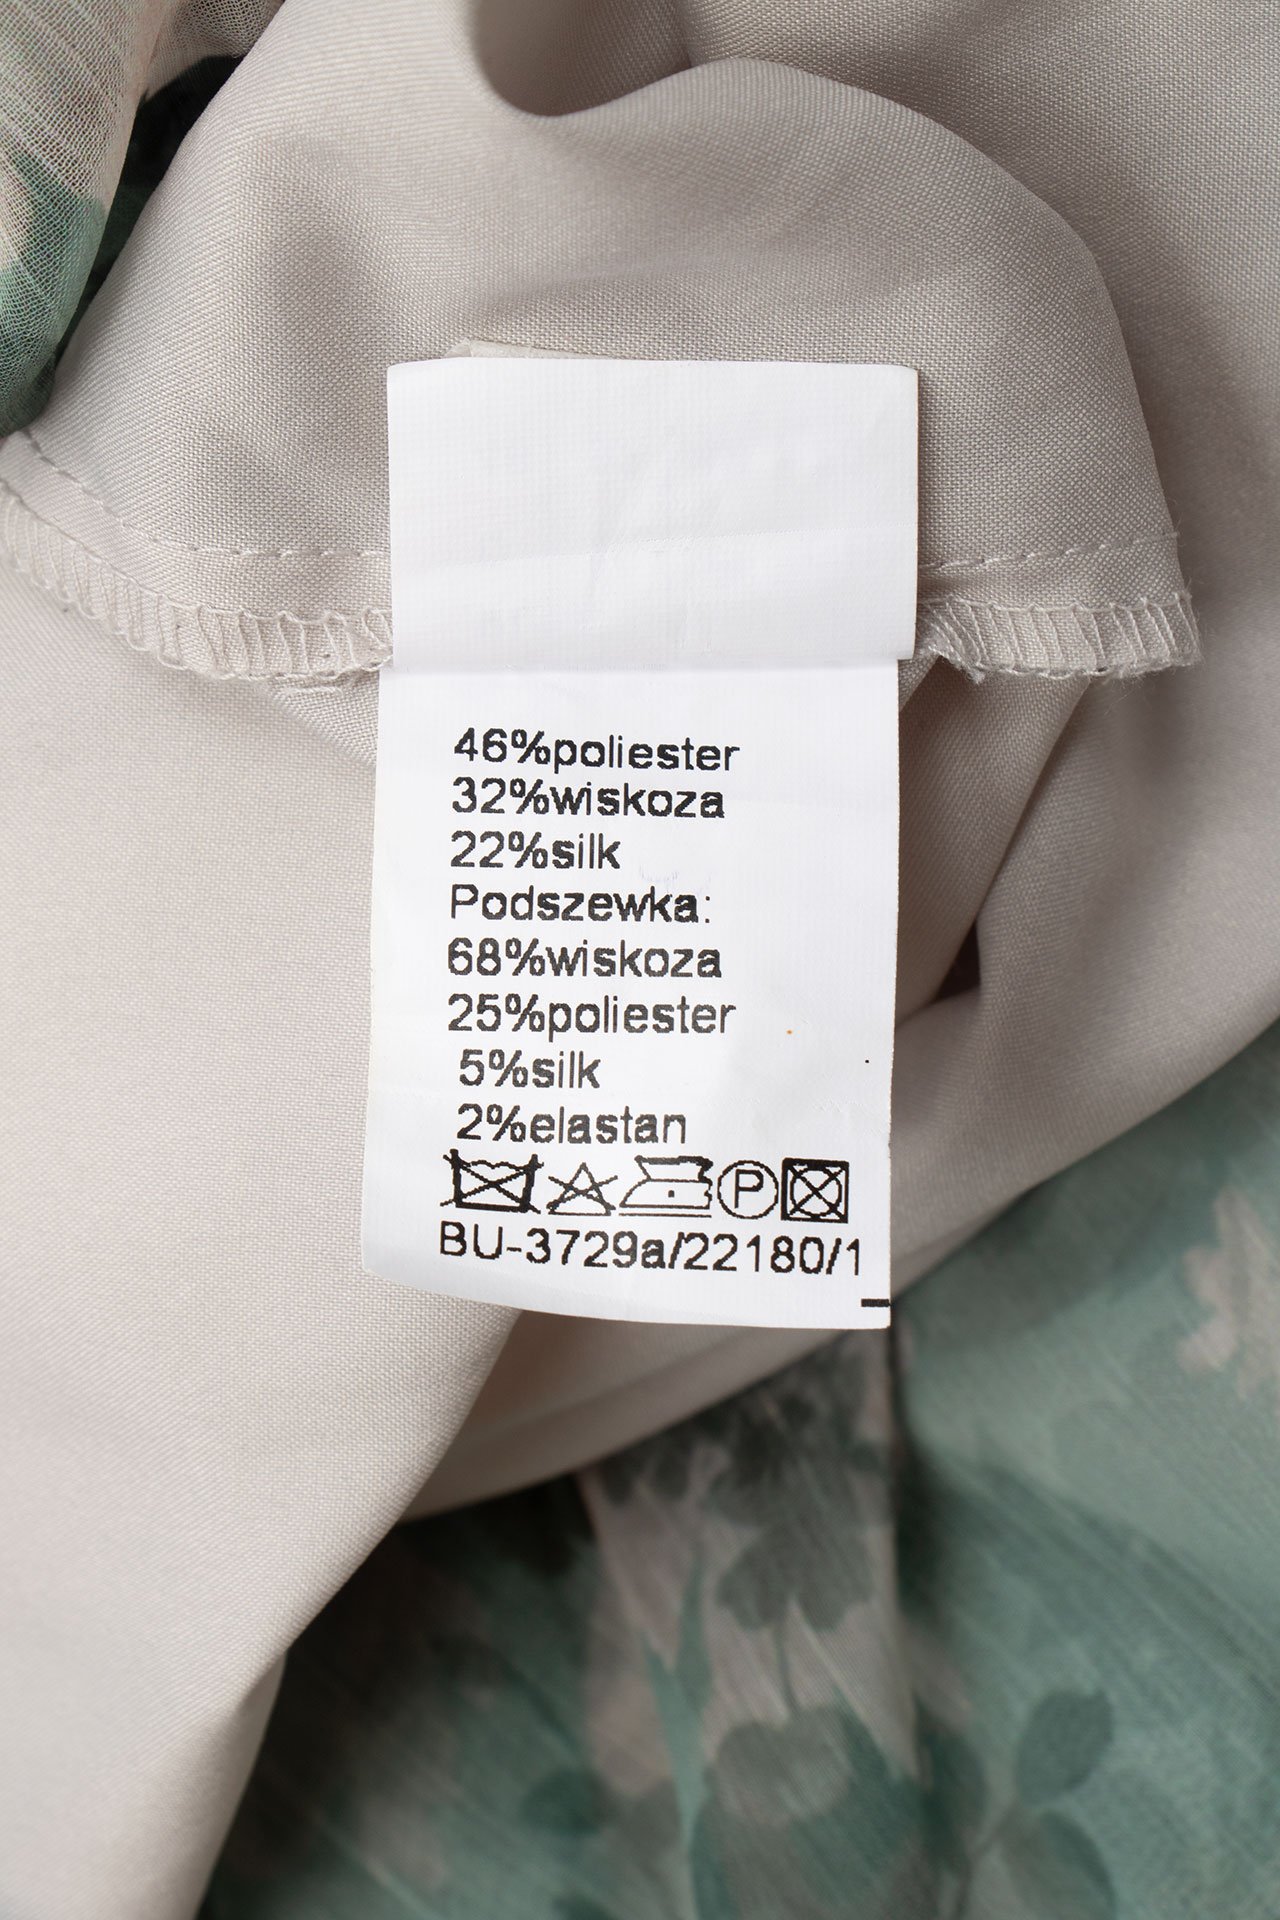 46%poliester
32%wiskoza
22%silk
Podszewka:
68%wiskoza
25%poliester
5%silk
2%elastan
P
BU-3729a/22180/1